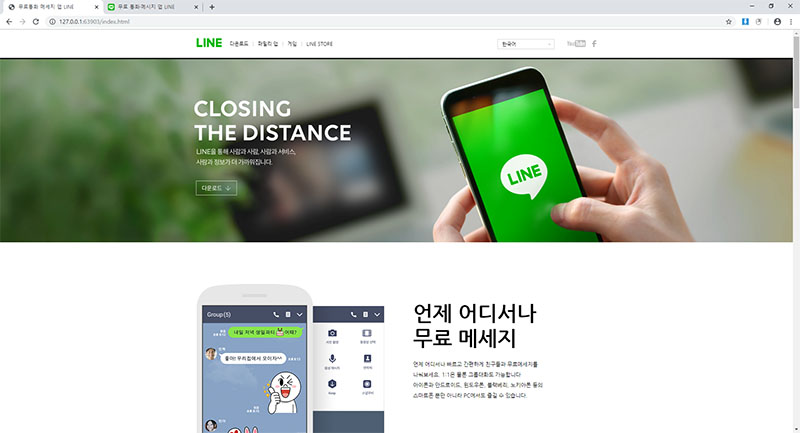 무료통화 메세지 앱 LINE
무료 통화·메시지 앱 LINE
127.0.0.1:63903/index.html
LINE 다운로드 패밀리 앱 게임 LINE STORE
한국어
YouTube
CLOSING
THE DISTANCE
LINE을 통해 사람과 사람, 사람과 서비스,
사람과 정보가 더 가까워집니다.
다운로드
LINE
Group(5)
내일 저녁 생일파티 어때?
좋아! 우리집에서 모이자^^
언제 어디서나
무료 메세지
언제 어디서나 빠르고 간편하게 친구들과 무료메세지를
나눠보세요. 1:1은 물론 그룹대화도 가능합니다
아이폰과 안드로이드, 윈도우폰, 블랙베리, 노키아폰 등의
스마트폰 뿐만 아니라 PC에서도 즐길 수 있습니다.